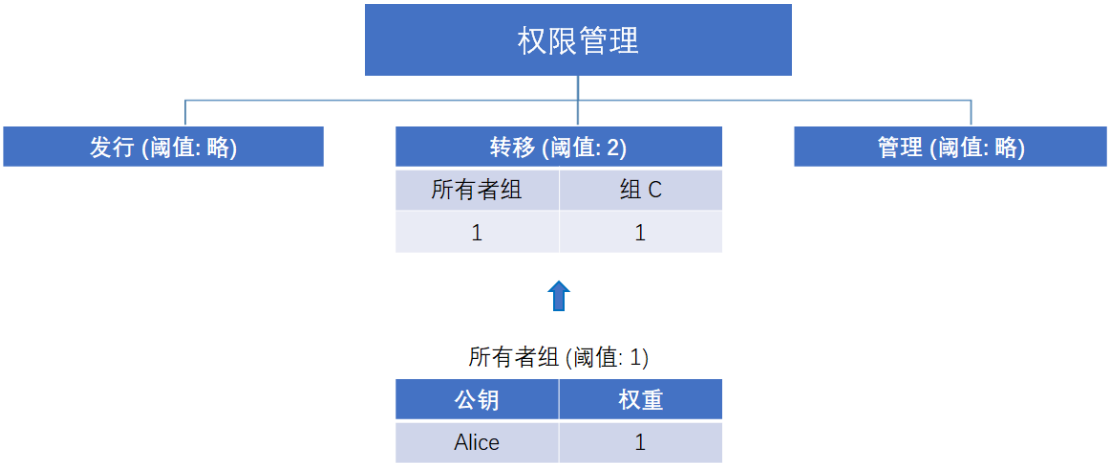 权限管理
发行 (阈值: 略)
转移 (阈值: 2)
管理 (阈值: 略)
所有者组 组 C
1 1
所有者组 (阈值: 1)
公钥 权重
Alice 1